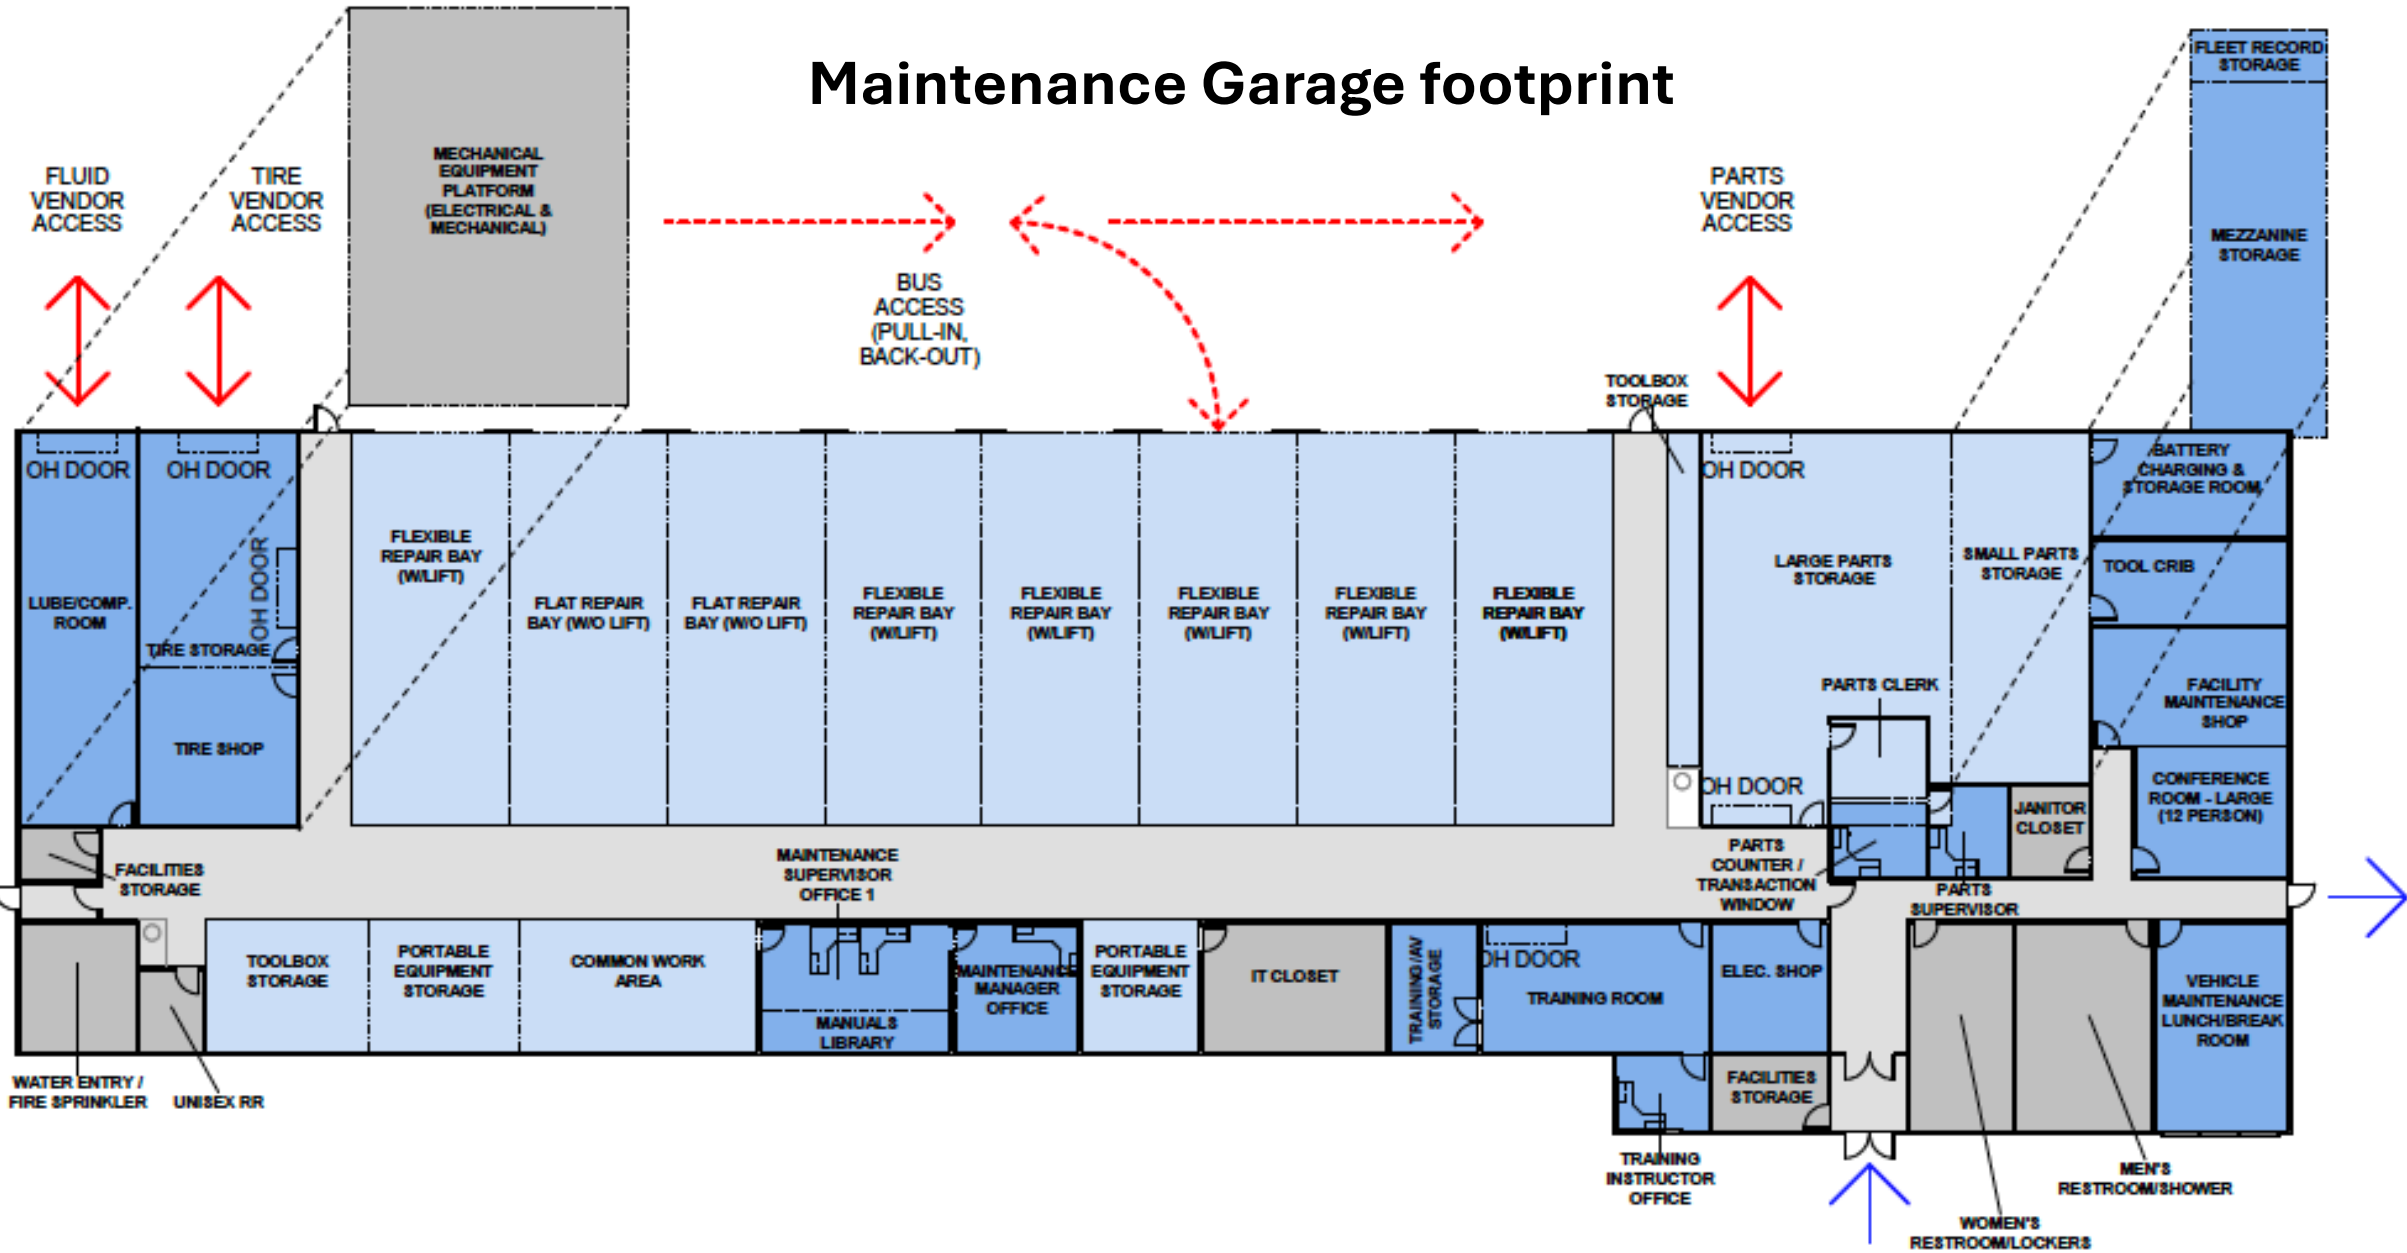 Maintenance Garage footprint
FLEET RECORD
STORAGE
MEZZANINE
STORAGE
MECHANICAL
EQUIPMENT
PLATFORM
(ELECTRICAL &
MECHANICAL)
FLUID
VENDOR
ACCESS
TIRE
VENDOR
ACCESS
BUS
ACCESS
(PULL-IN,
BACK-OUT)
PARTS
VENDOR
ACCESS
TOOLBOX
STORAGE
OH DOOR
OH DOOR
OH DOOR
LUBE/COMP.
ROOM
TIRE STORAGE
TIRE SHOP
FLEXIBLE
REPAIR BAY
(W/LIFT)
FLAT REPAIR
BAY (W/O LIFT)
FLAT REPAIR
BAY (W/O LIFT)
FLEXIBLE
REPAIR BAY
(W/LIFT)
FLEXIBLE
REPAIR BAY
(W/LIFT)
FLEXIBLE
REPAIR BAY
(W/LIFT)
FLEXIBLE
REPAIR BAY
(W/LIFT)
FLEXIBLE
REPAIR BAY
(W/LIFT)
OH DOOR
LARGE PARTS
STORAGE
SMALL PARTS
STORAGE
BATTERY
CHARGING &
STORAGE ROOM
TOOL CRIB
FACILITY
MAINTENANCE
SHOP
PARTS CLERK
OH DOOR
CONFERENCE
ROOM - LARGE
(12 PERSON)
JANITOR
CLOSET
FACILITIES
STORAGE
MAINTENANCE
SUPERVISOR
OFFICE 1
PARTS
COUNTER /
TRANSACTION
WINDOW
PARTS
SUPERVISOR
TOOLBOX
STORAGE
PORTABLE
EQUIPMENT
STORAGE
COMMON WORK
AREA
MANUALS
LIBRARY
MAINTENANCE
MANAGER
OFFICE
PORTABLE
EQUIPMENT
STORAGE
IT CLOSET
TRAINING/AV
STORAGE
OH DOOR
TRAINING ROOM
ELEC. SHOP
VEHICLE
MAINTENANCE
LUNCH/BREAK
ROOM
WATER ENTRY /
FIRE SPRINKLER
UNISEX RR
FACILITIES
STORAGE
TRAINING
INSTRUCTOR
OFFICE
MEN'S
RESTROOM/SHOWER
WOMEN'S
RESTROOM/LOCKERS